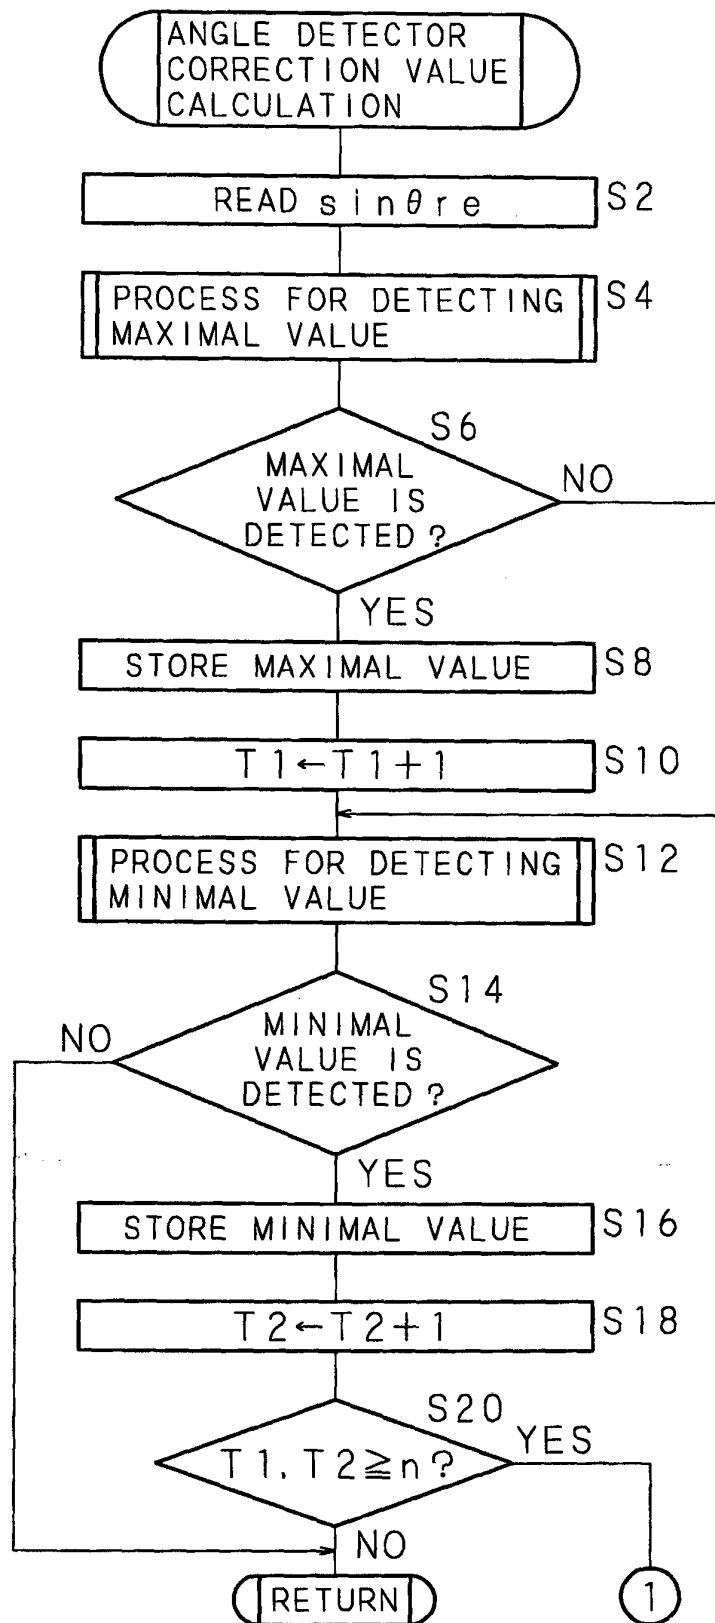 ANGLE DETECTOR
CORRECTION VALUE
CALCULATION
READ sinθre
S2
PROCESS FOR DETECTING
MAXIMAL VALUE
S4
S6
MAXIMAL
VALUE IS
DETECTED?
NO
YES
STORE MAXIMAL VALUE
S8
T1←T1+1
S10
PROCESS FOR DETECTING
MINIMAL VALUE
S12
S14
MINIMAL
VALUE IS
DETECTED?
NO
YES
STORE MINIMAL VALUE
S16
T2←T2+1
S18
S20
T1, T2≧n?
YES
NO
RETURN
1